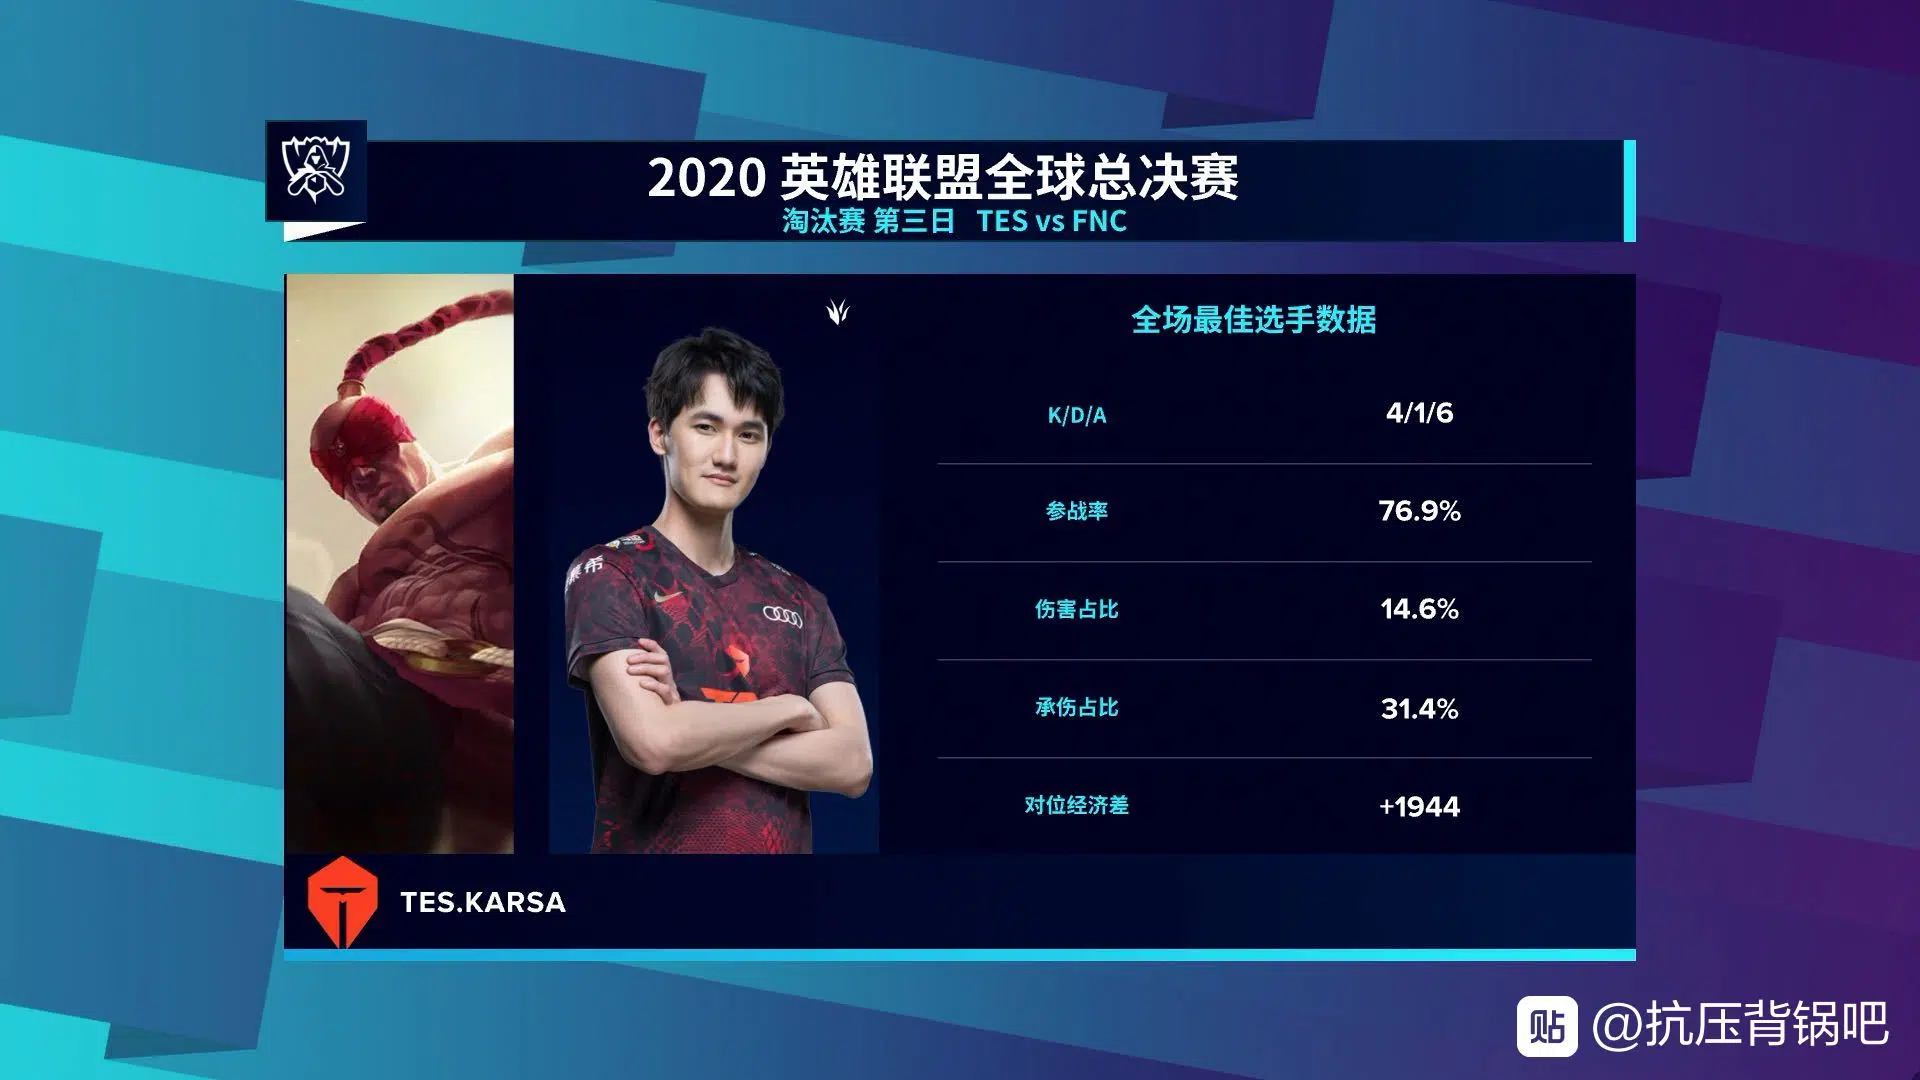 2020 英雄联盟全球总决赛
淘汰赛 第三日 TES vs FNC
全场最佳选手数据
K/D/A 4/1/6
参战率 76.9%
伤害占比 14.6%
承伤占比 31.4%
对位经济差 +1944
TES.KARSA
贴 @抗压背锅吧